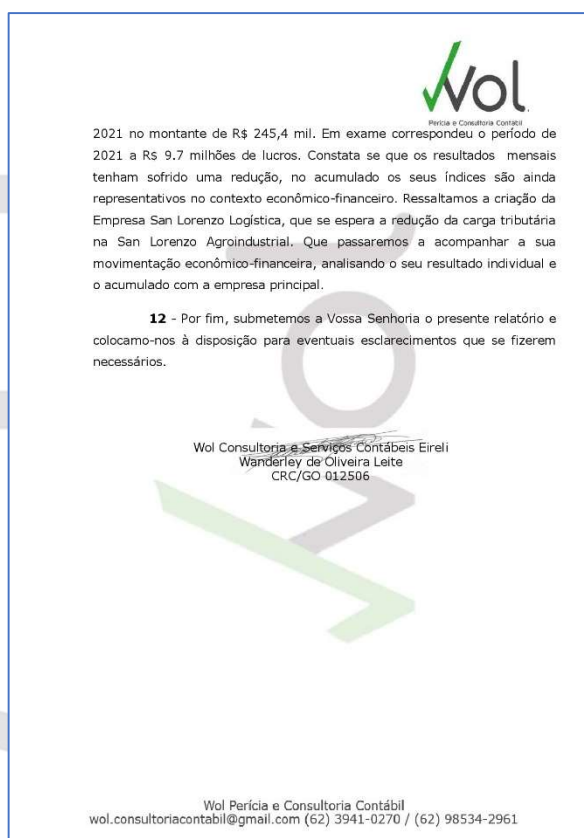 Wol.
Perícia e Consultoria Contábil
2021 no montante de R$ 245,4 mil. Em exame correspondeu o período de
2021 a R$ 9.7 milhões de lucros. Constata se que os resultados mensais
tenham sofrido uma redução, no acumulado os seus índices são ainda
representativos no contexto econômico-financeiro. Ressaltamos a criação da
Empresa San Lorenzo Logística, que se espera a redução da carga tributária
na San Lorenzo Agroindustrial. Que passaremos a acompanhar a sua
movimentação econômico-financeira, analisando o seu resultado individual e
o acumulado com a empresa principal.
12 - Por fim, submetemos a Vossa Senhoria o presente relatório e
colocamo-nos à disposição para eventuais esclarecimentos que se fizerem
necessários.
Wol Consultoria e Serviços Contábeis Eireli
Wanderley de Oliveira Leite
CRC/GO 012506
Wol Perícia e Consultoria Contábil
wol.consultoriacontabil@gmail.com (62) 3941-0270 / (62) 98534-2961